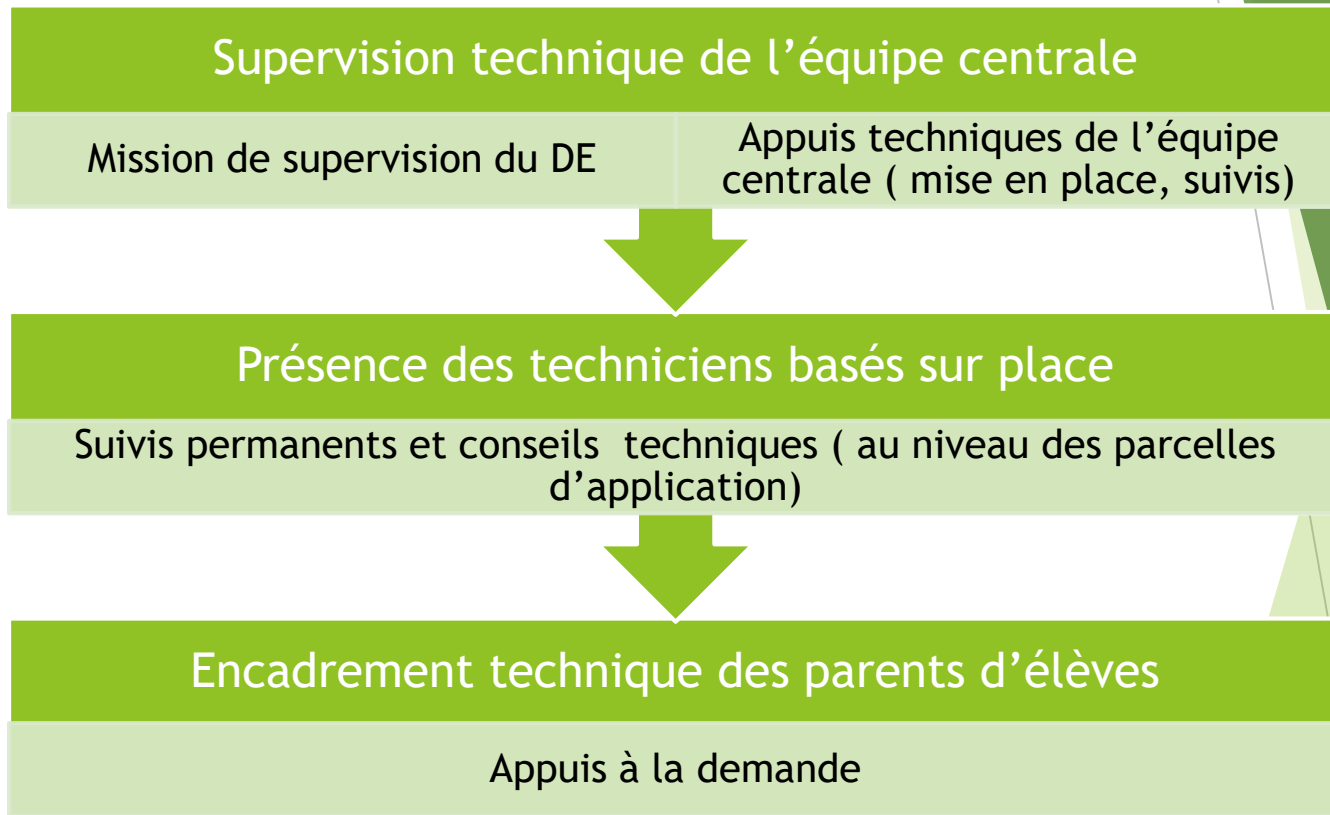 Supervision technique de l’équipe centrale
Mission de supervision du DE
Appuis techniques de l’équipe
centrale ( mise en place, suivis)
Présence des techniciens basés sur place
Suivis permanents et conseils techniques ( au niveau des parcelles
d’application)
Encadrement technique des parents d’élèves
Appuis à la demande